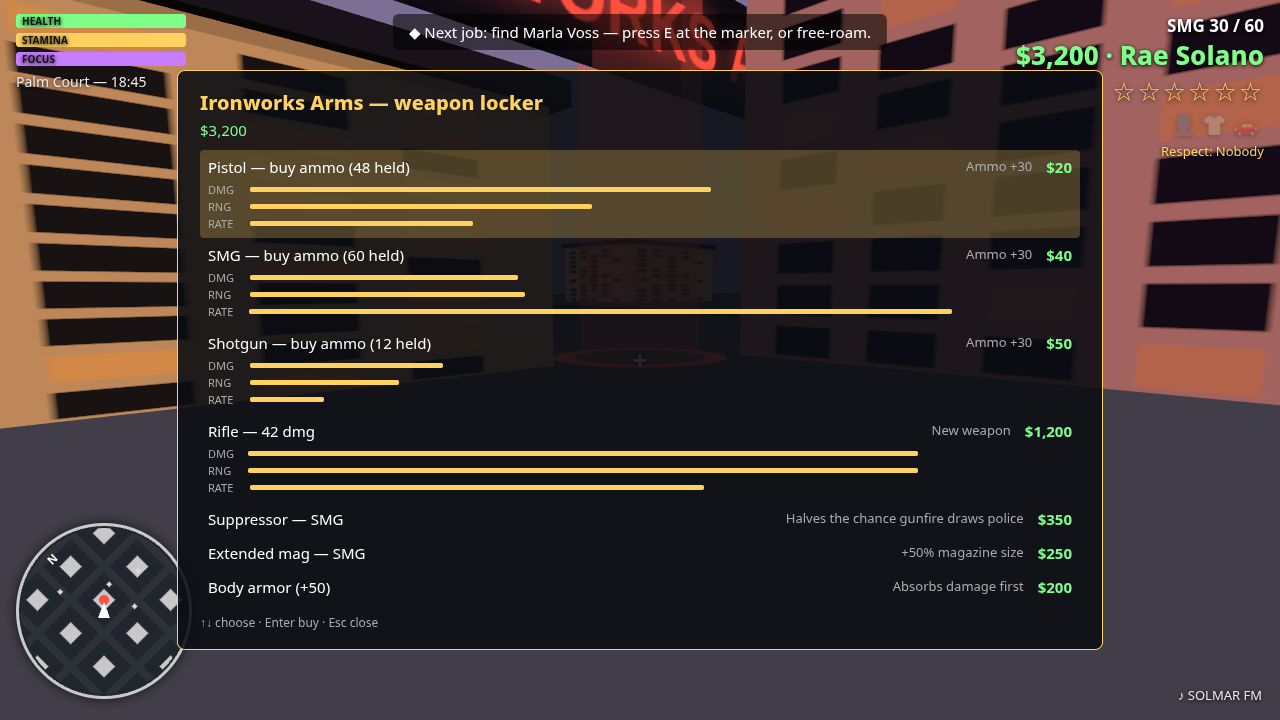 HEALTH
STAMINA
FOCUS
Palm Court — 18:45
◆ Next job: find Marla Voss — press E at the marker, or free-roam.
SMG 30 / 60
$3,200 · Rae Solano
☆☆☆☆☆☆
Respect: Nobody
Ironworks Arms — weapon locker
$3,200
Pistol — buy ammo (48 held) Ammo +30 $20
DMG
RNG
RATE
SMG — buy ammo (60 held) Ammo +30 $40
DMG
RNG
RATE
Shotgun — buy ammo (12 held) Ammo +30 $50
DMG
RNG
RATE
Rifle — 42 dmg New weapon $1,200
DMG
RNG
RATE
Suppressor — SMG Halves the chance gunfire draws police $350
Extended mag — SMG +50% magazine size $250
Body armor (+50) Absorbs damage first $200
↑↓ choose · Enter buy · Esc close
N
♪ SOLMAR FM